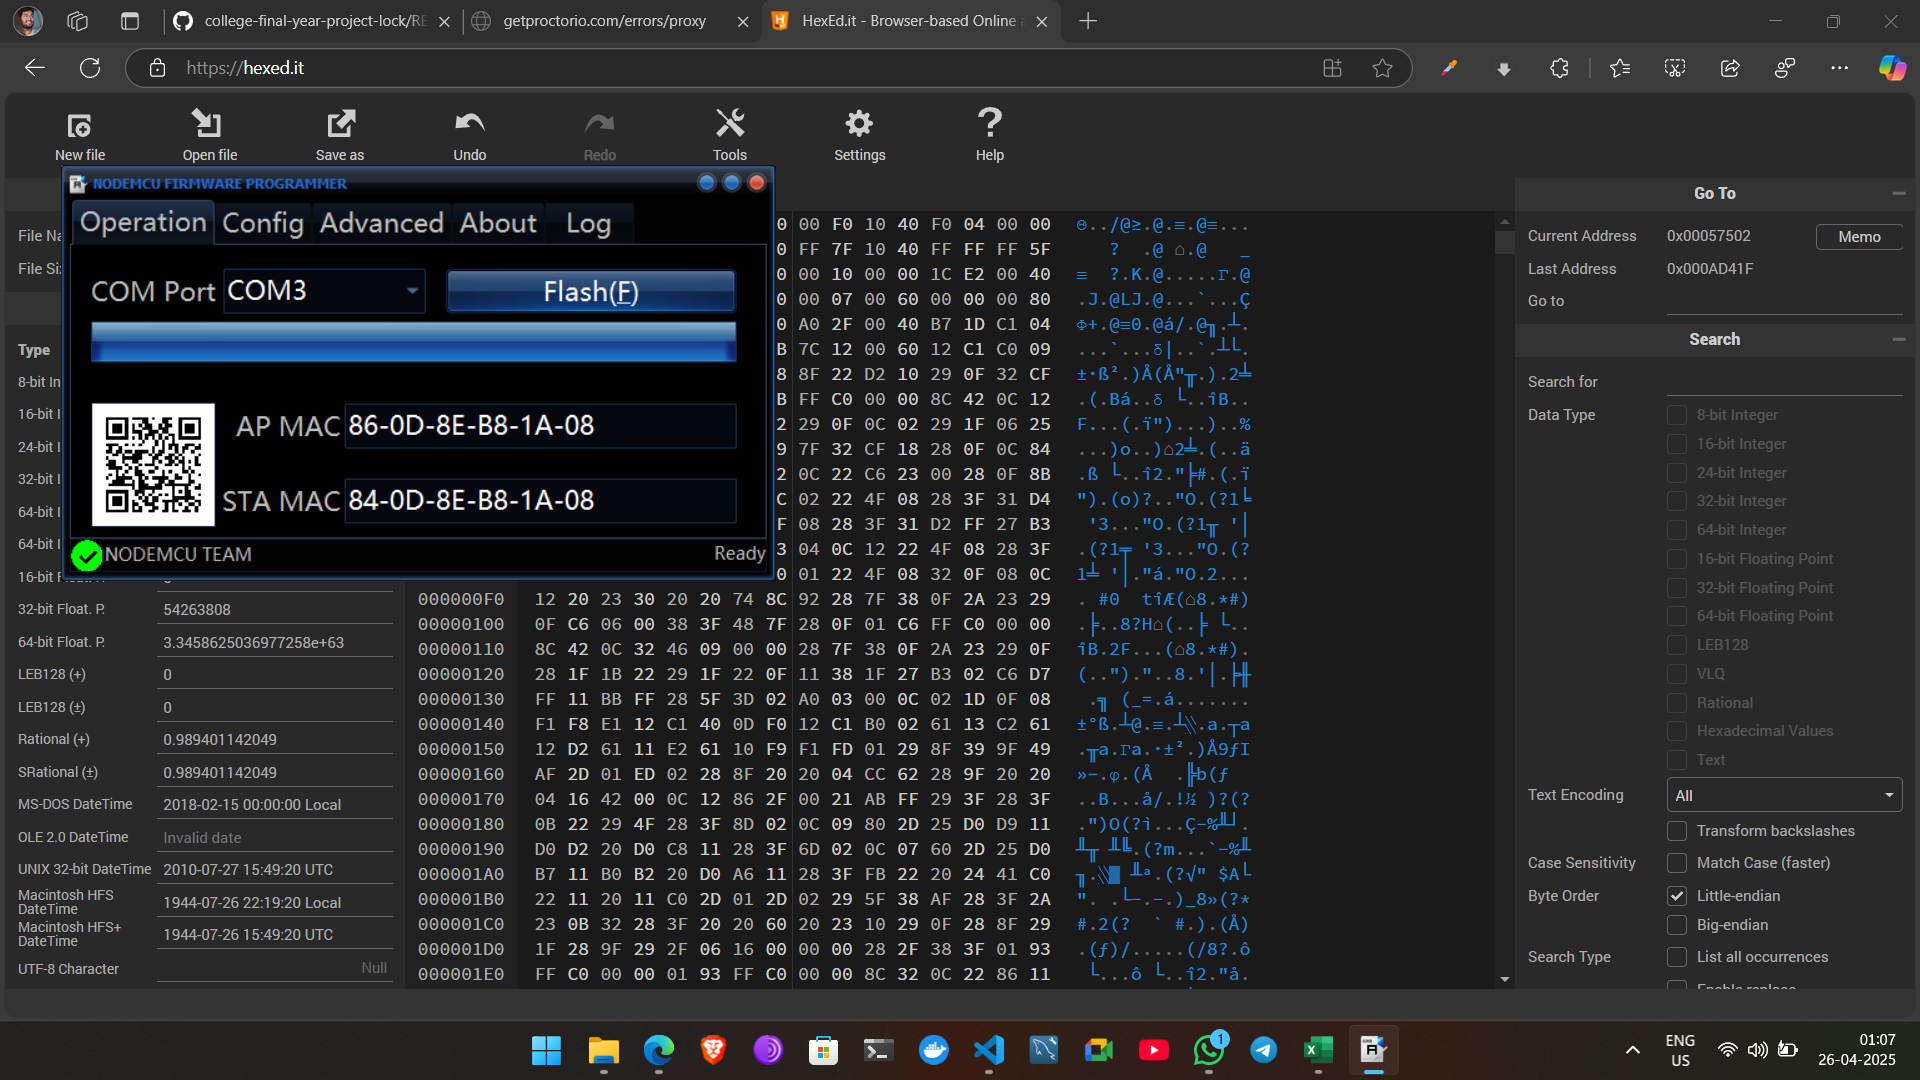 college-final-year-project-lock/RE
getproctorio.com/errors/proxy
HexEd.it - Browser-based Online
https://hexed.it
New file
Open file
Save as
Undo
Redo
Tools
Settings
Help
NODEMCU FIRMWARE PROGRAMMER
Operation Config Advanced About Log
COM Port COM3 Flash(F)
AP MAC 86-0D-8E-B8-1A-08
STA MAC 84-0D-8E-B8-1A-08
NODEMCU TEAM Ready
File Na
File Siz
Type
8-bit In
16-bit I
24-bit I
32-bit I
64-bit I
64-bit I
32-bit Float. P. 54263808
64-bit Float. P. 3.3458625036977258e+63
LEB128 (+) 0
LEB128 (±) 0
Rational (+) 0.989401142049
SRational (±) 0.989401142049
MS-DOS DateTime 2018-02-15 00:00:00 Local
OLE 2.0 DateTime Invalid date
UNIX 32-bit DateTime 2010-07-27 15:49:20 UTC
Macintosh HFS DateTime 1944-07-26 22:19:20 Local
Macintosh HFS+ DateTime 1944-07-26 15:49:20 UTC
UTF-8 Character Null
0 00 F0 10 40 F0 04 00 00
0 FF 7F 10 40 FF FF FF 5F
0 00 10 00 00 1C E2 00 40
0 00 07 00 60 00 00 00 80
0 A0 2F 00 40 B7 1D C1 04
B 7C 12 00 60 12 C1 C0 09
8 8F 22 D2 10 29 0F 32 CF
B FF C0 00 00 8C 42 0C 12
2 29 0F 0C 02 29 1F 06 25
9 7F 32 CF 18 28 0F 0C 84
2 0C 22 C6 23 00 28 0F 8B
C 02 22 4F 08 28 3F 31 D4
F 08 28 3F 31 D2 FF 27 B3
3 04 0C 12 22 4F 08 28 3F
0 01 22 4F 08 32 0F 08 0C
000000F0 12 20 23 30 20 20 74 8C 92 28 7F 38 0F 2A 23 29
00000100 0F C6 06 00 38 3F 48 7F 28 0F 01 C6 FF C0 00 00
00000110 8C 42 0C 32 46 09 00 00 28 7F 38 0F 2A 23 29 0F
00000120 28 1F 1B 22 29 1F 22 0F 11 38 1F 27 B3 02 C6 D7
00000130 FF 11 BB FF 28 5F 3D 02 A0 03 00 0C 02 1D 0F 08
00000140 F1 F8 E1 12 C1 40 0D F0 12 C1 B0 02 61 13 C2 61
00000150 12 D2 61 11 E2 61 10 F9 F1 FD 01 29 8F 39 9F 49
00000160 AF 2D 01 ED 02 28 8F 20 20 04 CC 62 28 9F 20 20
00000170 04 16 42 00 0C 12 86 2F 00 21 AB FF 29 3F 28 3F
00000180 0B 22 29 4F 28 3F 8D 02 0C 09 80 2D 25 D0 D9 11
00000190 D0 D2 20 D0 C8 11 28 3F 6D 02 0C 07 60 2D 25 D0
000001A0 B7 11 B0 B2 20 D0 A6 11 28 3F FB 22 20 24 41 C0
000001B0 22 11 20 11 C0 2D 01 2D 02 29 5F 38 AF 28 3F 2A
000001C0 23 0B 32 28 3F 20 20 60 20 23 10 29 0F 28 8F 29
000001D0 1F 28 9F 29 2F 06 16 00 00 00 28 2F 38 3F 01 93
000001E0 FF C0 00 00 01 93 FF C0 00 00 8C 32 0C 22 86 11
Go To
Current Address 0x00057502 Memo
Last Address 0x000AD41F
Go to
Search
Search for
Data Type 8-bit Integer
16-bit Integer
24-bit Integer
32-bit Integer
64-bit Integer
16-bit Floating Point
32-bit Floating Point
64-bit Floating Point
LEB128
VLQ
Rational
Hexadecimal Values
Text
Text Encoding All
Transform backslashes
Case Sensitivity Match Case (faster)
Byte Order Little-endian
Big-endian
Search Type List all occurrences
1
ENG
US
01:07
26-04-2025